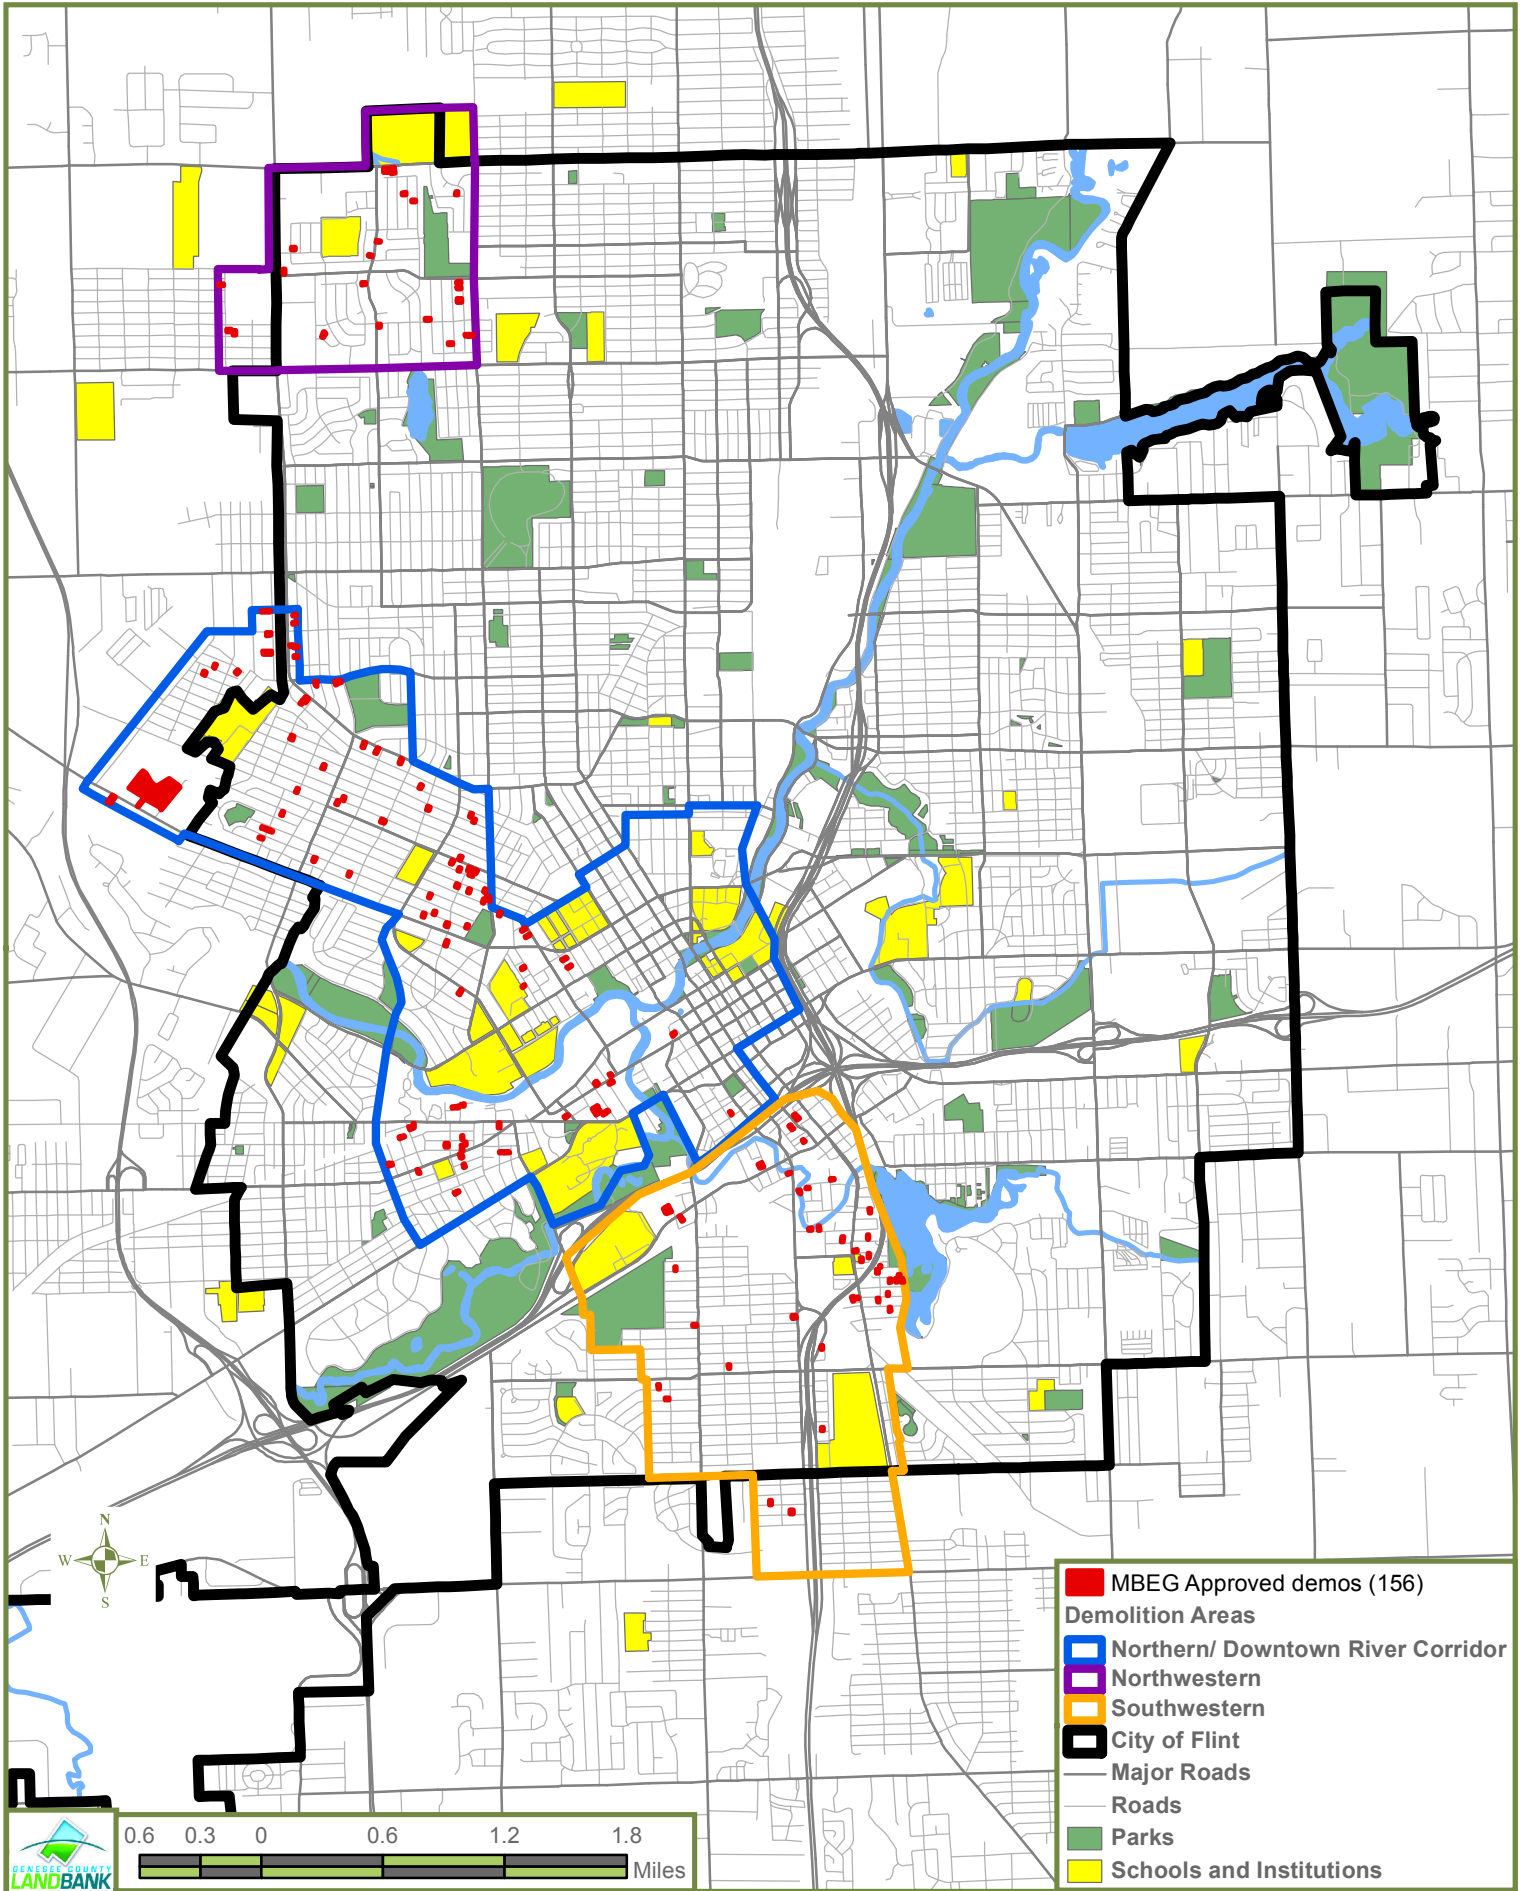 N
W E
S
MBEG Approved demos (156)
Demolition Areas
Northern/ Downtown River Corridor
Northwestern
Southwestern
City of Flint
Major Roads
Roads
Parks
Schools and Institutions
0.6 0.3 0 0.6 1.2 1.8
Miles
GENESEE COUNTY
LANDBANK